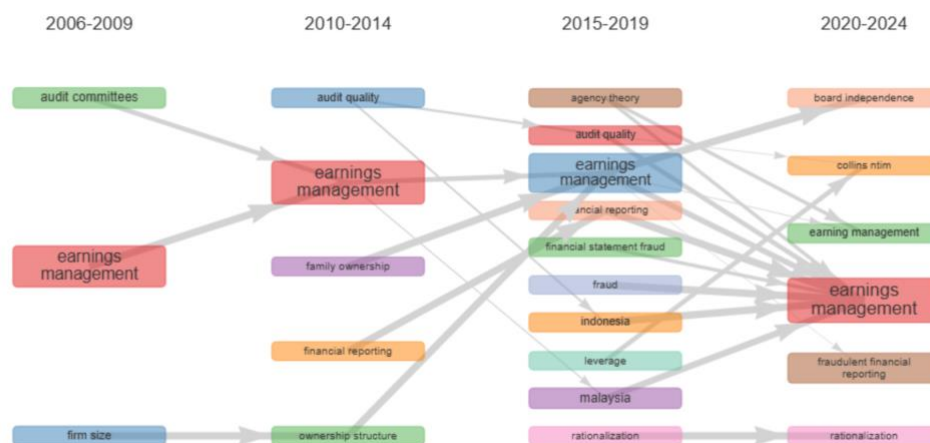 2006-2009
2010-2014
2015-2019
2020-2024
audit committees
earnings
management
firm size
audit quality
earnings
management
family ownership
financial reporting
ownership structure
agency theory
audit quality
earnings
management
ancial reporting
financial statement fraud
fraud
indonesia
leverage
malaysia
rationalization
board independence
collins ntim
earning management
earnings
management
fraudulent financial
reporting
rationalization